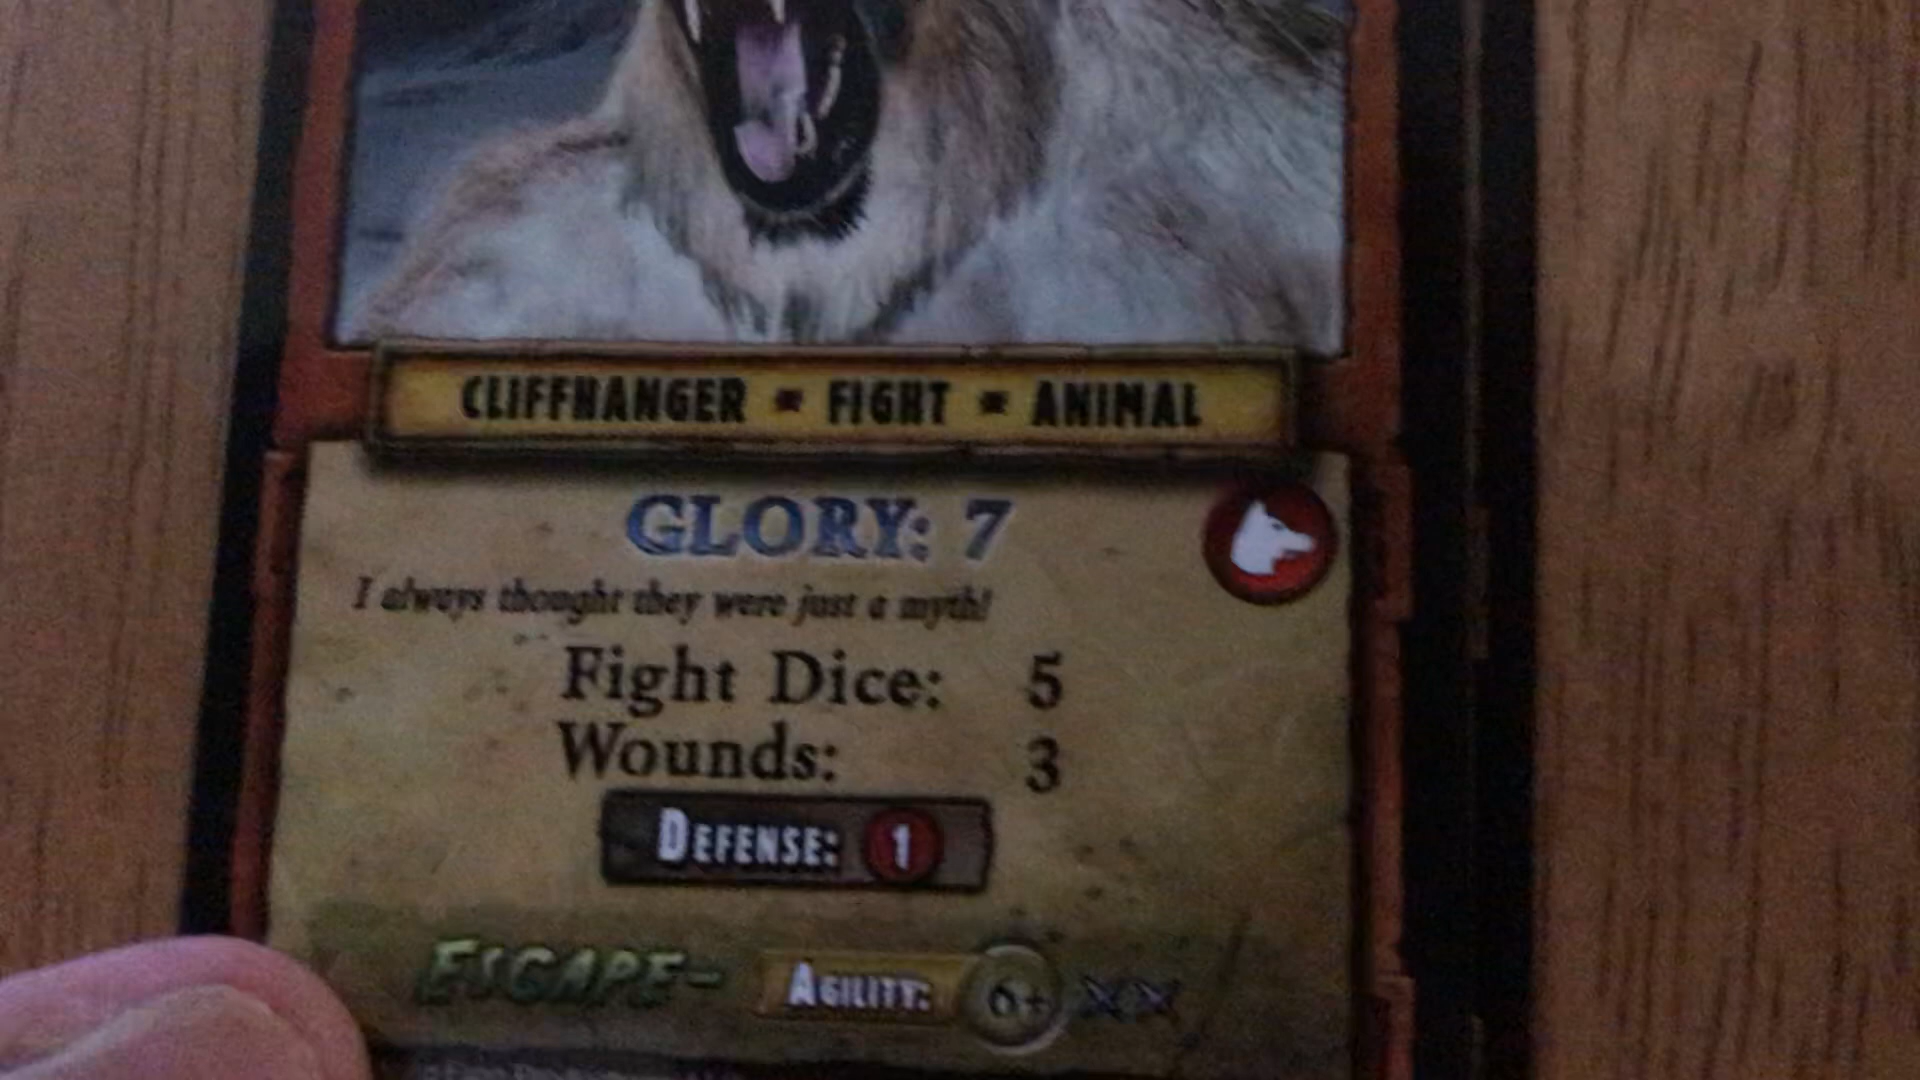 CLIFFHANGER ▪ FIGHT ▪ ANIMAL
GLORY: 7
I always thought they were just a myth!
Fight Dice: 5
Wounds: 3
DEFENSE: 1
ESCAPE- AGILITY: 6+ XX